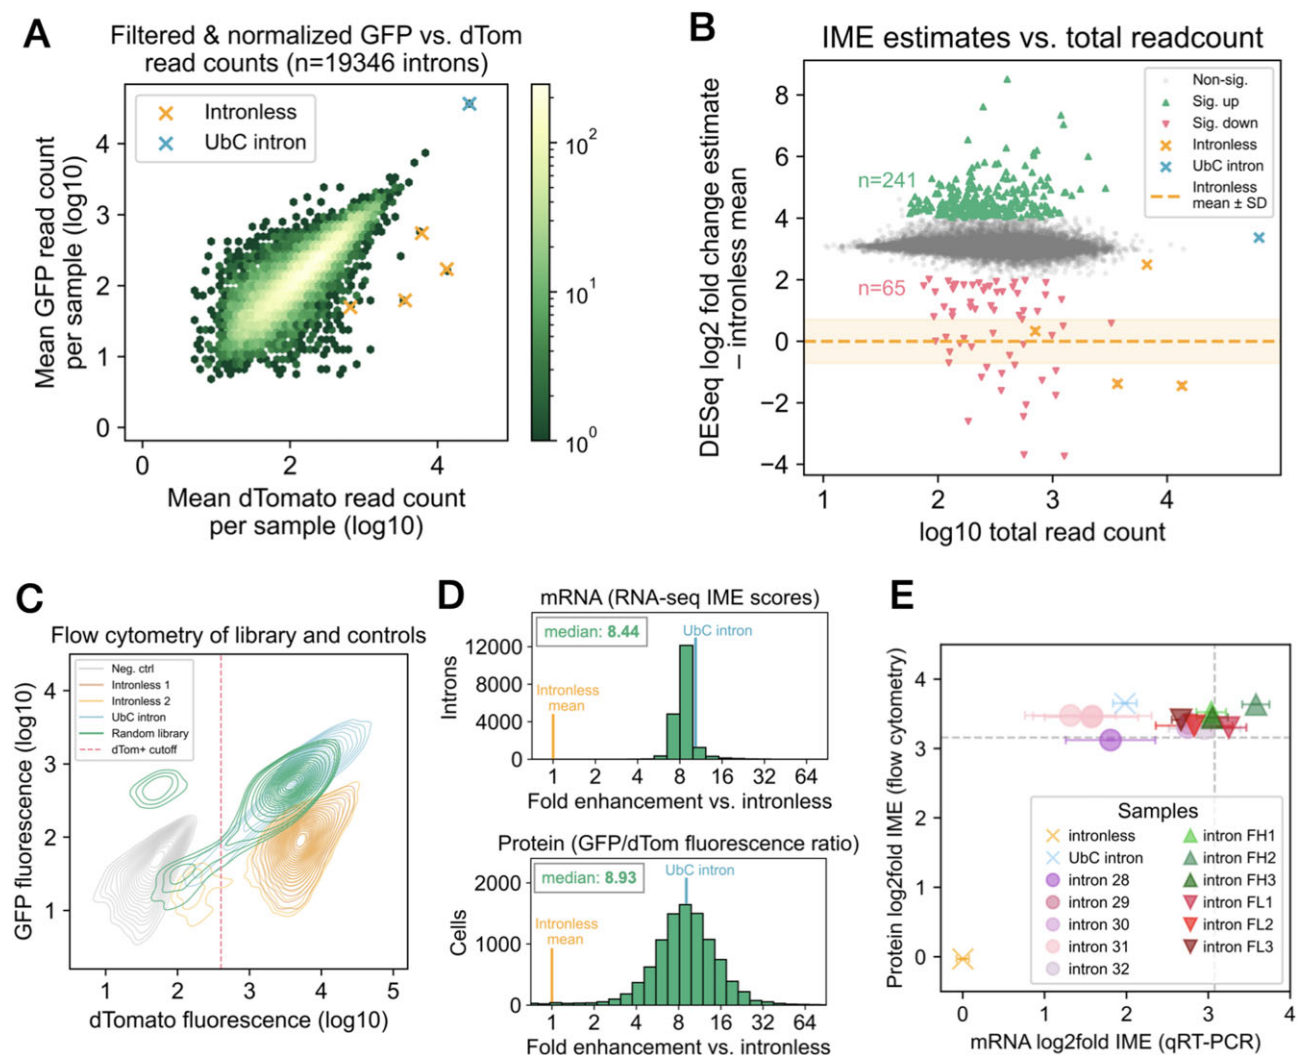 A
Filtered & normalized GFP vs. dTom
read counts (n=19346 introns)
Intronless
UbC intron
Mean GFP read count
per sample (log10)
4
3
2
1
0
0
2
4
Mean dTomato read count
per sample (log10)
10²
10¹
10⁰
B
IME estimates vs. total readcount
DESeq log2 fold change estimate
– intronless mean
8
6
4
2
0
−2
−4
n=241
n=65
Non-sig.
Sig. up
Sig. down
Intronless
UbC intron
Intronless
mean ± SD
1
2
3
4
log10 total read count
C
Flow cytometry of library and controls
GFP fluorescence (log10)
4
3
2
1
Neg. ctrl
Intronless 1
Intronless 2
UbC intron
Random library
dTom+ cutoff
1
2
3
4
5
dTomato fluorescence (log10)
D
mRNA (RNA-seq IME scores)
median: 8.44
UbC intron
Intronless
mean
Introns
12000
8000
4000
0
1
2
4
8
16
32
64
Fold enhancement vs. intronless
Protein (GFP/dTom fluorescence ratio)
median: 8.93
UbC intron
Intronless
mean
Cells
2000
1000
0
1
2
4
8
16
32
64
Fold enhancement vs. intronless
E
Protein log2fold IME (flow cytometry)
4
3
2
1
0
Samples
intronless
UbC intron
intron 28
intron 29
intron 30
intron 31
intron 32
intron FH1
intron FH2
intron FH3
intron FL1
intron FL2
intron FL3
0
1
2
3
4
mRNA log2fold IME (qRT-PCR)